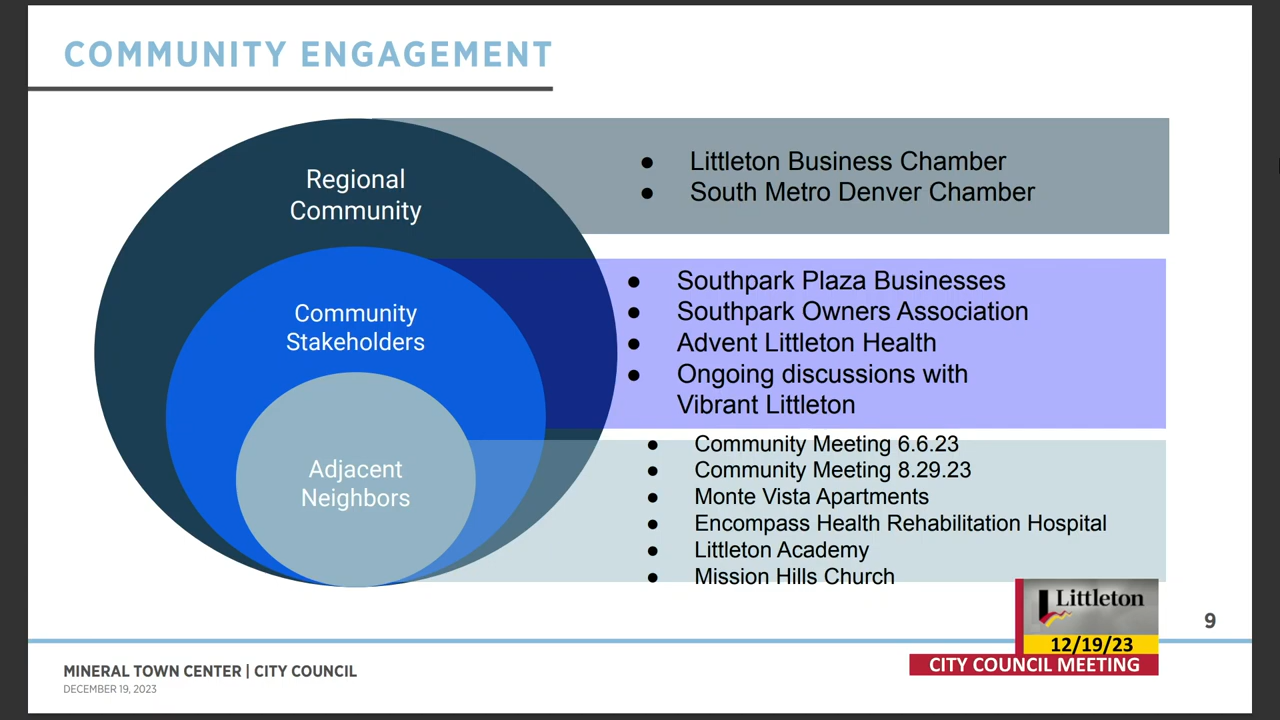 COMMUNITY ENGAGEMENT
Regional
Community
● Littleton Business Chamber
● South Metro Denver Chamber
Community
Stakeholders
● Southpark Plaza Businesses
● Southpark Owners Association
● Advent Littleton Health
● Ongoing discussions with
Vibrant Littleton
Adjacent
Neighbors
● Community Meeting 6.6.23
● Community Meeting 8.29.23
● Monte Vista Apartments
● Encompass Health Rehabilitation Hospital
● Littleton Academy
● Mission Hills Church
Littleton
12/19/23
CITY COUNCIL MEETING
9
MINERAL TOWN CENTER | CITY COUNCIL
DECEMBER 19, 2023